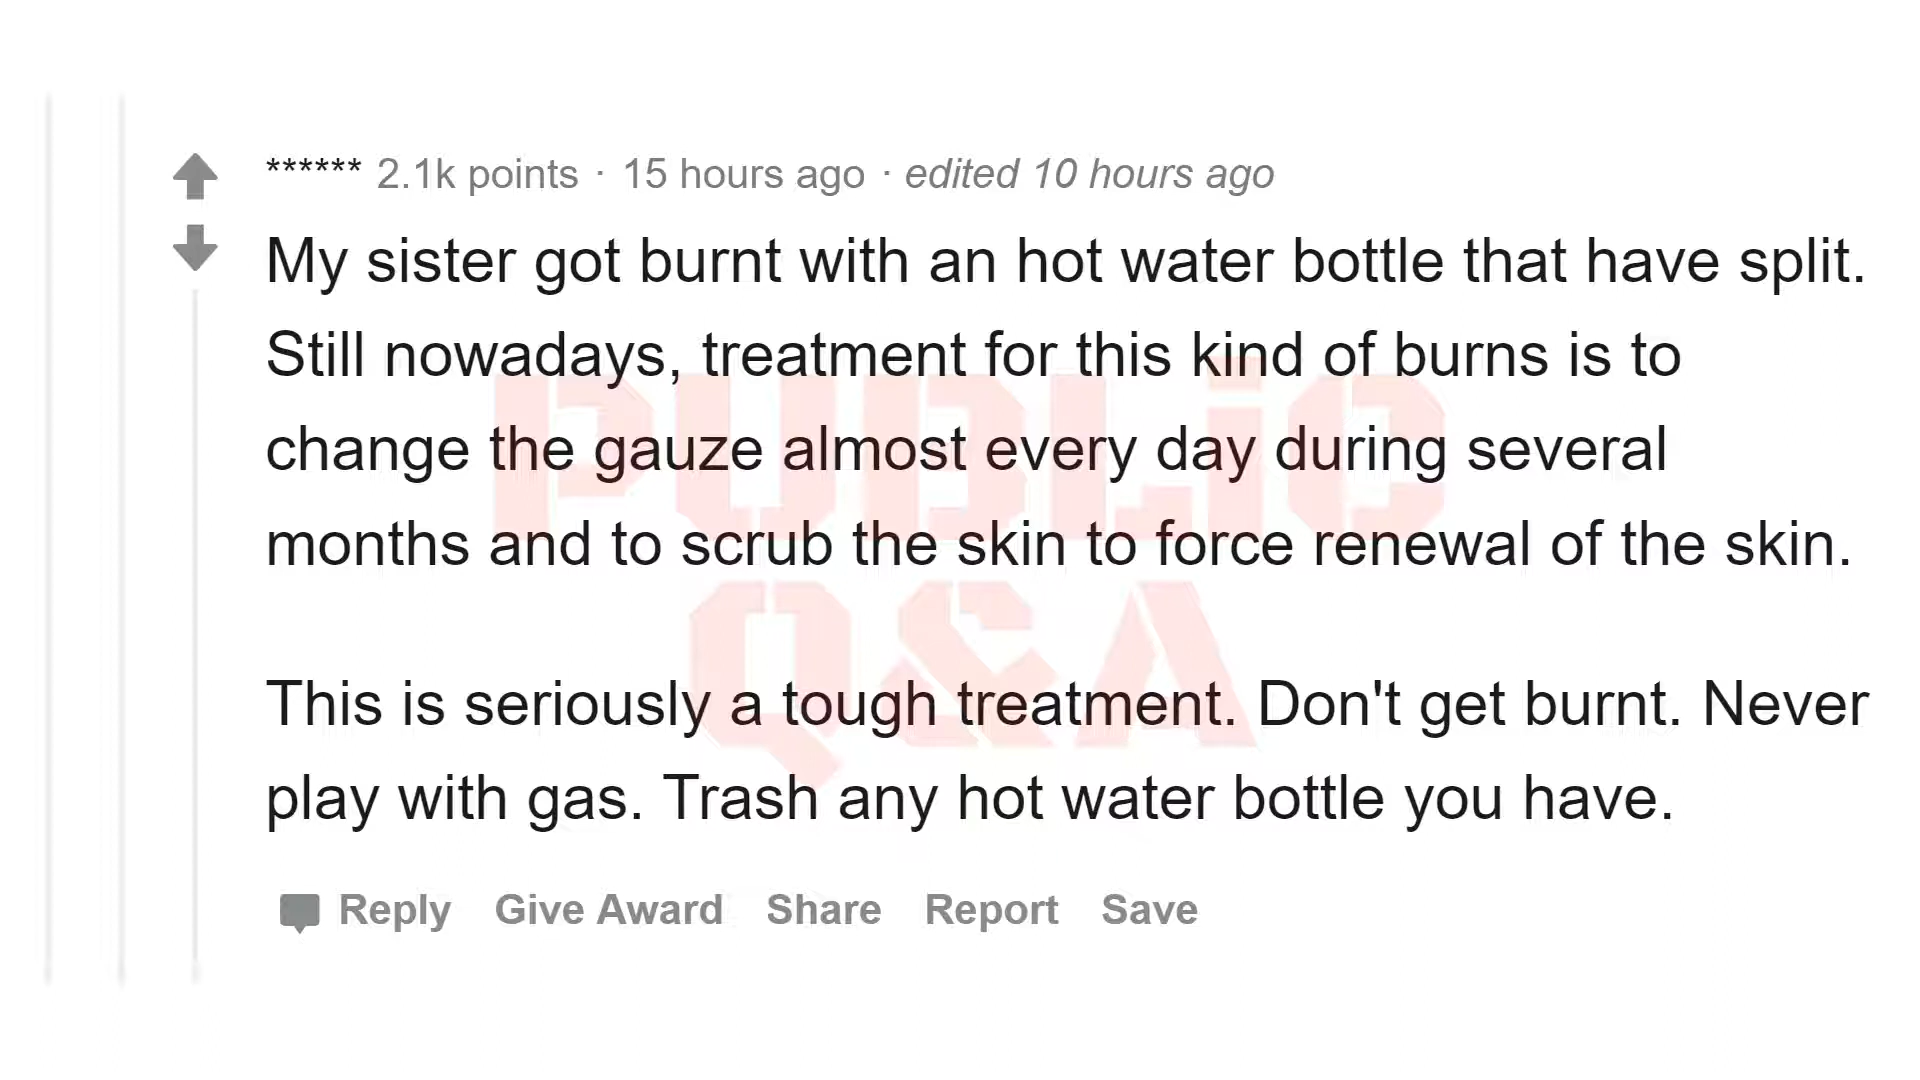 ****** 2.1k points · 15 hours ago · edited 10 hours ago
My sister got burnt with an hot water bottle that have split.
Still nowadays, treatment for this kind of burns is to
change the gauze almost every day during several
months and to scrub the skin to force renewal of the skin.
This is seriously a tough treatment. Don't get burnt. Never
play with gas. Trash any hot water bottle you have.
Reply Give Award Share Report Save
PUBLiC
Q&A